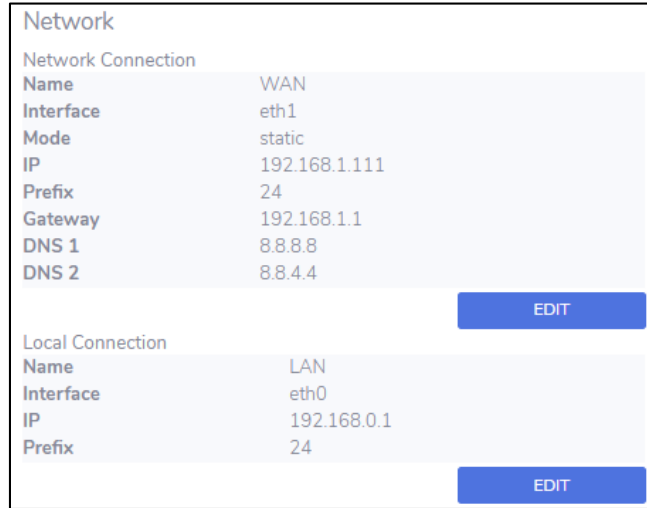 Network
Network Connection
Name WAN
Interface eth1
Mode static
IP 192.168.1.111
Prefix 24
Gateway 192.168.1.1
DNS 1 8.8.8.8
DNS 2 8.8.4.4
EDIT
Local Connection
Name LAN
Interface eth0
IP 192.168.0.1
Prefix 24
EDIT